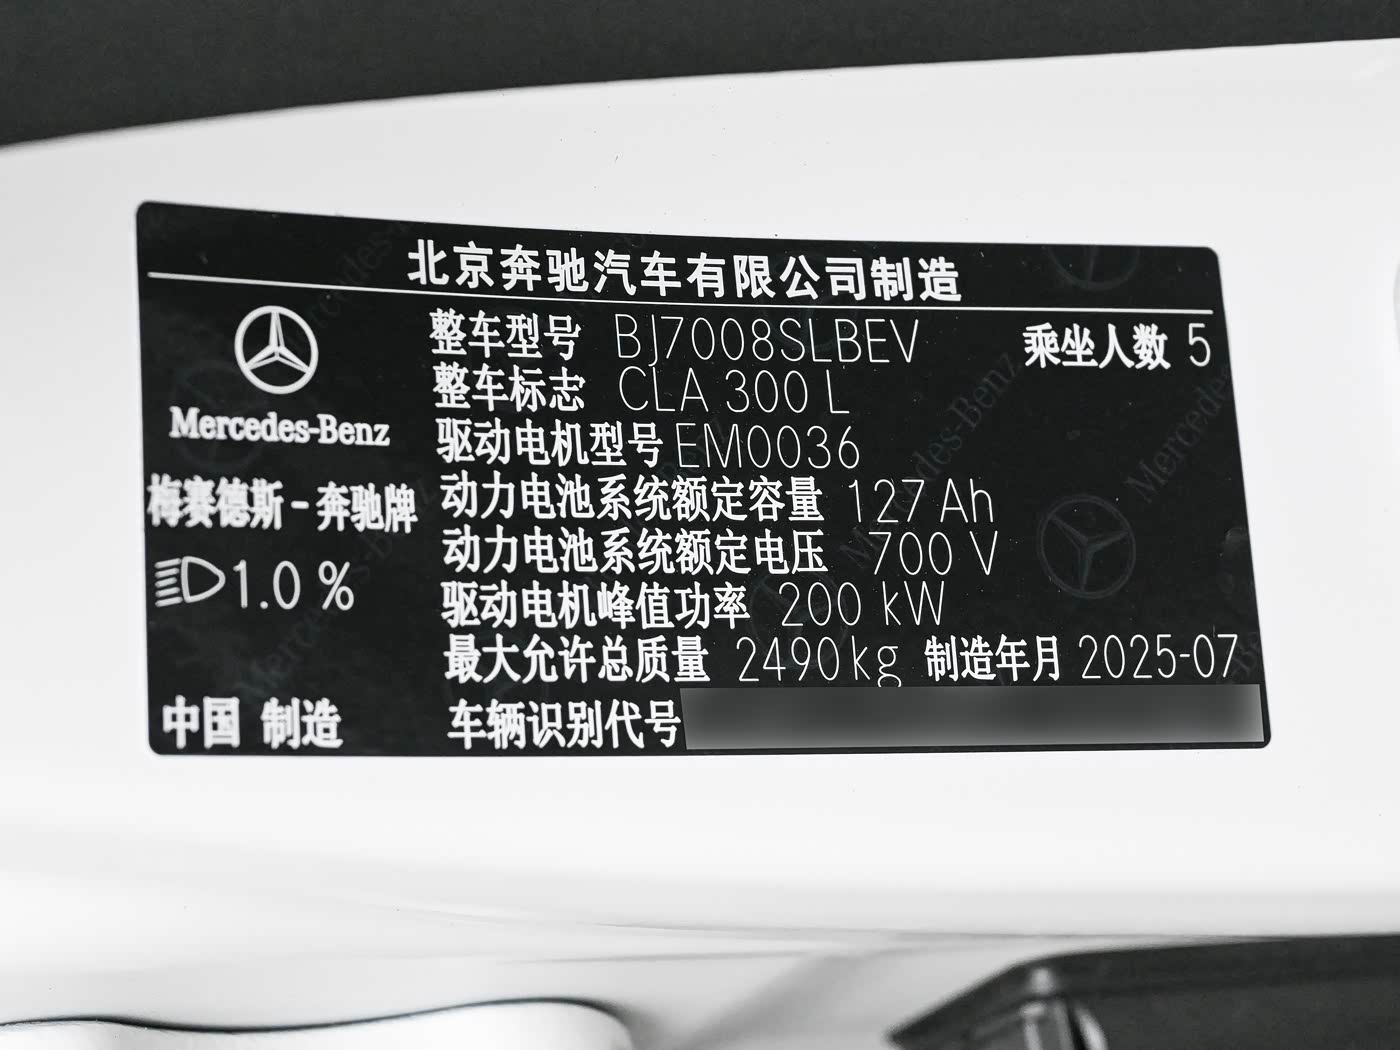 北京奔驰汽车有限公司制造
整车型号 BJ7008SLBEV 乘坐人数 5
整车标志 CLA 300 L
Mercedes-Benz
驱动电机型号 EM0036
梅赛德斯-奔驰牌
动力电池系统额定容量 127 Ah
动力电池系统额定电压 700 V
1.0 %
驱动电机峰值功率 200 kW
最大允许总质量 2490kg 制造年月 2025-07
中国 制造
车辆识别代号